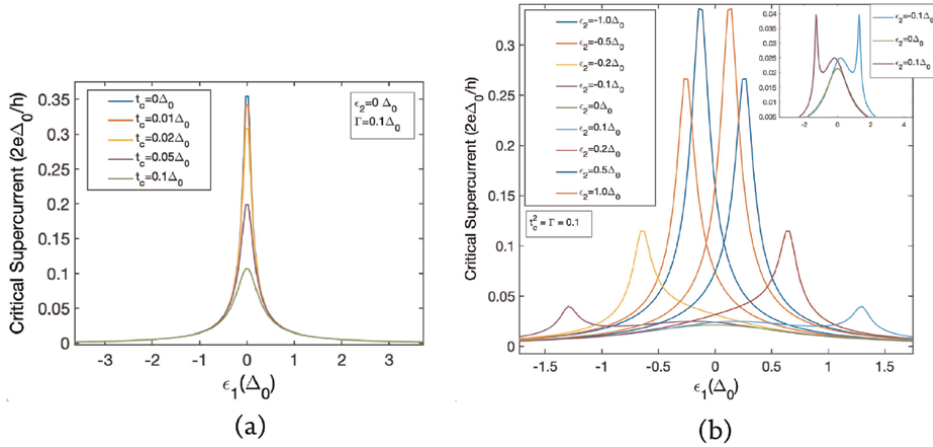 Critical Supercurrent (2eΔ₀/h)
0.35
0.3
0.25
0.2
0.15
0.1
0.05
0
t_c=0Δ₀
t_c=0.01Δ₀
t_c=0.02Δ₀
t_c=0.05Δ₀
t_c=0.1Δ₀
ϵ₂=0 Δ₀
Γ=0.1Δ₀
-3 -2 -1 0 1 2 3
ϵ₁(Δ₀)
(a)
Critical Supercurrent (2eΔ₀/h)
0.3
0.25
0.2
0.15
0.1
0.05
0
ϵ₂=-1.0Δ₀
ϵ₂=-0.5Δ₀
ϵ₂=-0.2Δ₀
ϵ₂=-0.1Δ₀
ϵ₂=0Δ₀
ϵ₂=0.1Δ₀
ϵ₂=0.2Δ₀
ϵ₂=0.5Δ₀
ϵ₂=1.0Δ₀
t_c²=Γ=0.1
0.04
0.035
0.03
0.025
0.02
0.015
0.01
0.005
-2 0 2 4
ϵ₂=-0.1Δ₀
ϵ₂=0Δ₀
ϵ₂=0.1Δ₀
-1.5 -1 -0.5 0 0.5 1 1.5
ϵ₁(Δ₀)
(b)